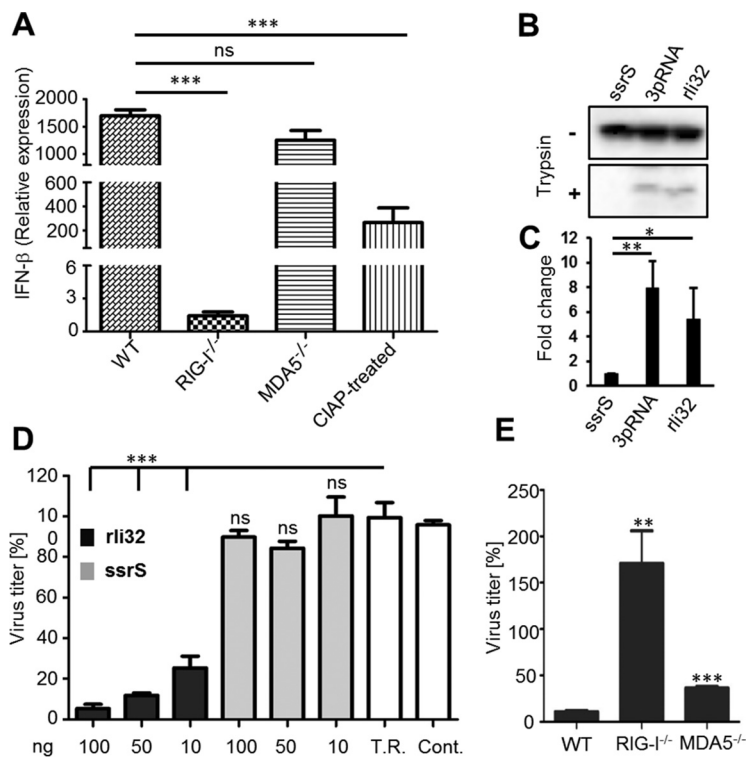 A
***
ns
***
IFN-β (Relative expression)
2000
1500
1000
600
400
200
6
3
0
WT
RIG-I-/-
MDA5-/-
CIAP-treated
B
ssrS
3pRNA
rli32
Trypsin
-
+
C
*
**
Fold change
12
10
8
6
4
2
0
ssrS
3pRNA
rli32
D
***
Virus titer [%]
120
10
0
80
60
40
20
0
rli32
ssrS
ns
ns
ns
ng 100 50 10 100 50 10 T.R. Cont.
E
Virus titer [%]
250
200
150
100
50
0
**
***
WT RIG-I-/- MDA5-/-